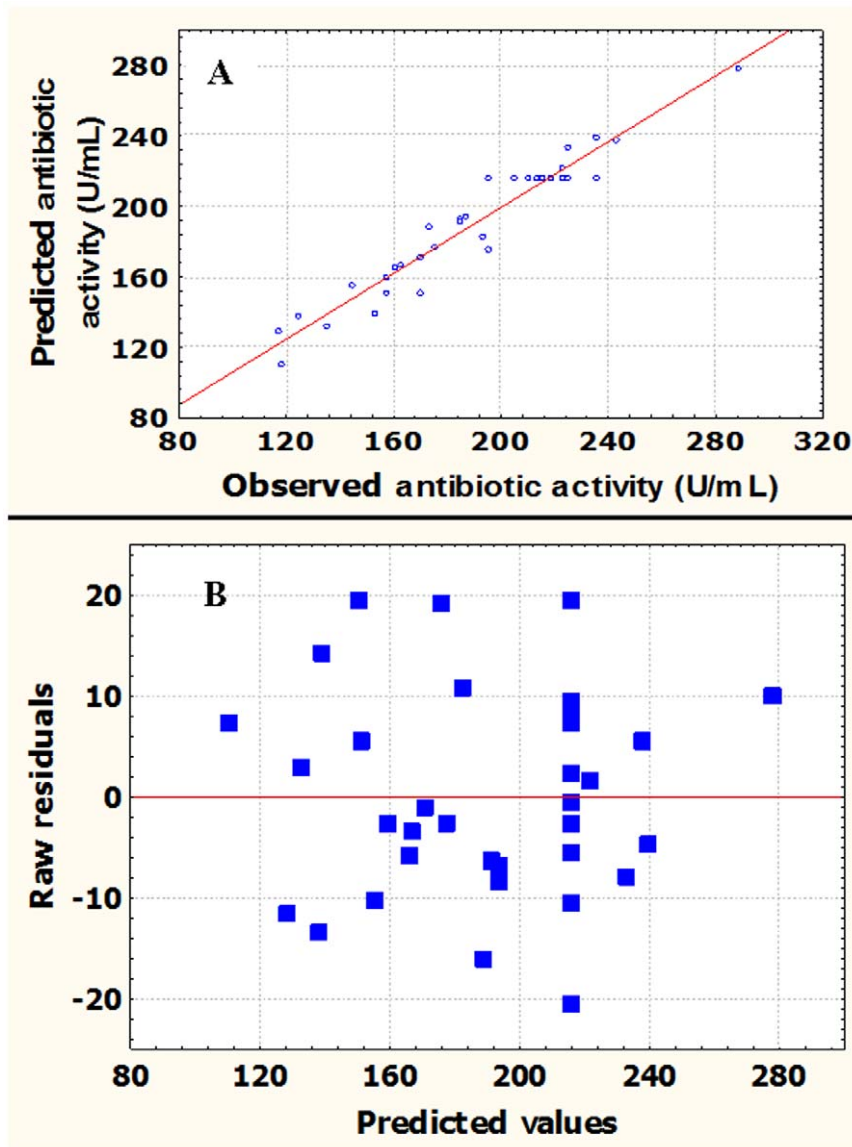 A
Predicted antibiotic
activity (U/mL)
280
240
200
160
120
80
80 120 160 200 240 280 320
Observed antibiotic activity (U/mL)
B
Raw residuals
20
10
0
-10
-20
80 120 160 200 240 280
Predicted values